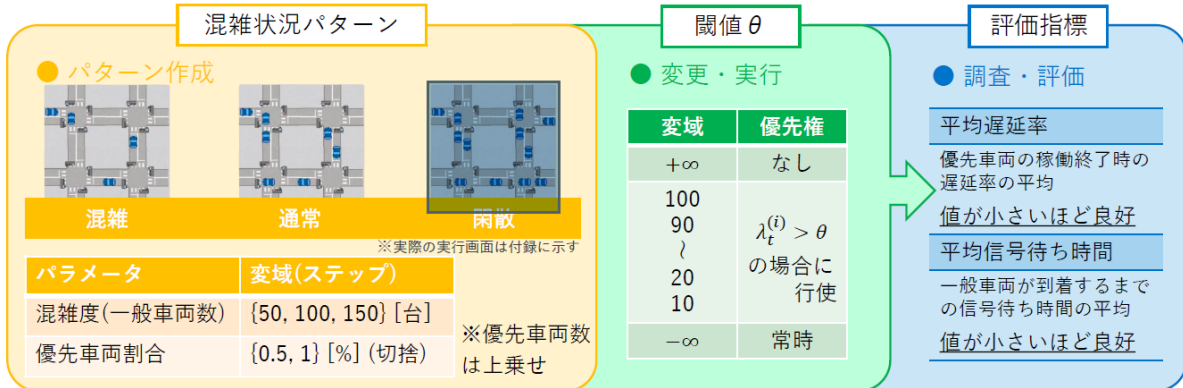 混雑状況パターン
● パターン作成
混雑 通常 閑散
※実際の実行画面は付録に示す
パラメータ 変域(ステップ)
混雑度(一般車両数) {50, 100, 150} [台]
優先車両割合 {0.5, 1} [%] (切捨)
※優先車両数
は上乗せ
閾値 θ
● 変更・実行
変域 優先権
+∞ なし
100
90
~
20
10
λ_t^(i) > θ
の場合に
行使
−∞ 常時
評価指標
● 調査・評価
平均遅延率
優先車両の稼働終了時の
遅延率の平均
値が小さいほど良好
平均信号待ち時間
一般車両が到着するまで
の信号待ち時間の平均
値が小さいほど良好